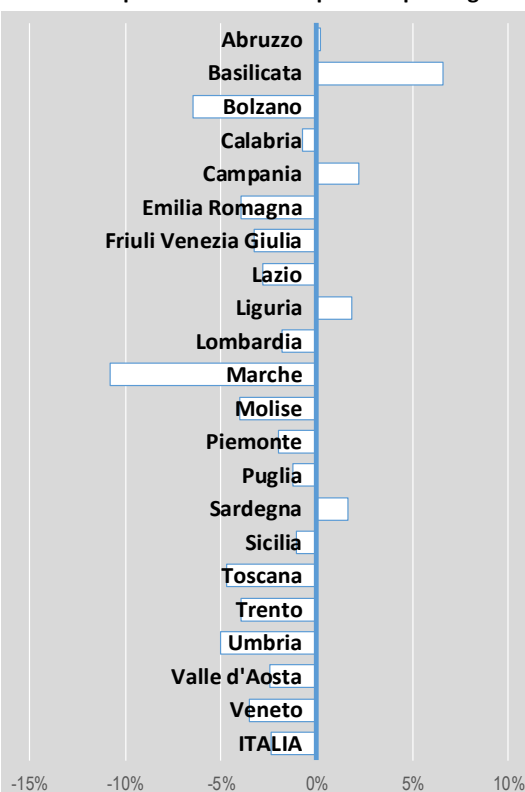 Abruzzo
Basilicata
Bolzano
Calabria
Campania
Emilia Romagna
Friuli Venezia Giulia
Lazio
Liguria
Lombardia
Marche
Molise
Piemonte
Puglia
Sardegna
Sicilia
Toscana
Trento
Umbria
Valle d'Aosta
Veneto
ITALIA
-15% -10% -5% 0% 5% 10%